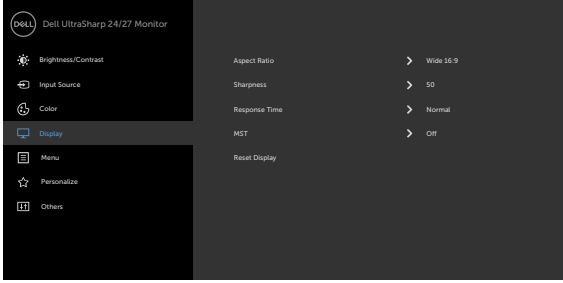 DELL Dell UltraSharp 24/27 Monitor
Brightness/Contrast Aspect Ratio Wide 16:9
Input Source Sharpness 50
Color Response Time Normal
Display MST Off
Menu Reset Display
Personalize
Others